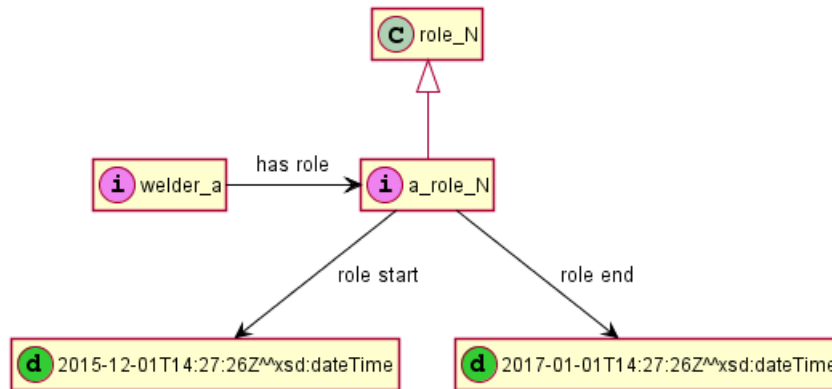 C role_N
has role
i welder_a
i a_role_N
role start
role end
d 2015-12-01T14:27:26Z^^xsd:dateTime
d 2017-01-01T14:27:26Z^^xsd:dateTime